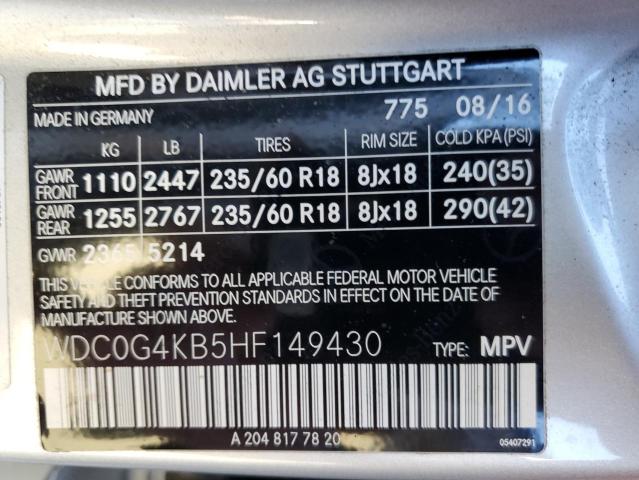 MFD BY DAIMLER AG STUTTGART
MADE IN GERMANY 775 08/16
KG LB TIRES RIM SIZE COLD KPA (PSI)
GAWR FRONT 1110 2447 235/60 R18 8Jx18 240(35)
GAWR REAR 1255 2767 235/60 R18 8Jx18 290(42)
GVWR 2365 5214
THIS VEHICLE CONFORMS TO ALL APPLICABLE FEDERAL MOTOR VEHICLE
SAFETY AND THEFT PREVENTION STANDARDS IN EFFECT ON THE DATE OF
MANUFACTURE SHOWN ABOVE.
WDC0G4KB5HF149430 TYPE: MPV
A 204 817 78 20
05407291